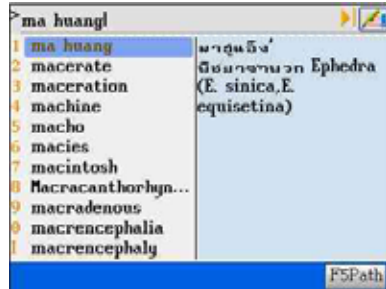 ma huang
1 ma huang
2 macerate
3 maceration
4 machine
5 macho
6 macies
7 macintosh
8 Macracanthorhyn...
9 macradenous
0 macrencephalia
1 macrencephaly
Ephedra
(E. sinica,E.
equisetina)
F5Path